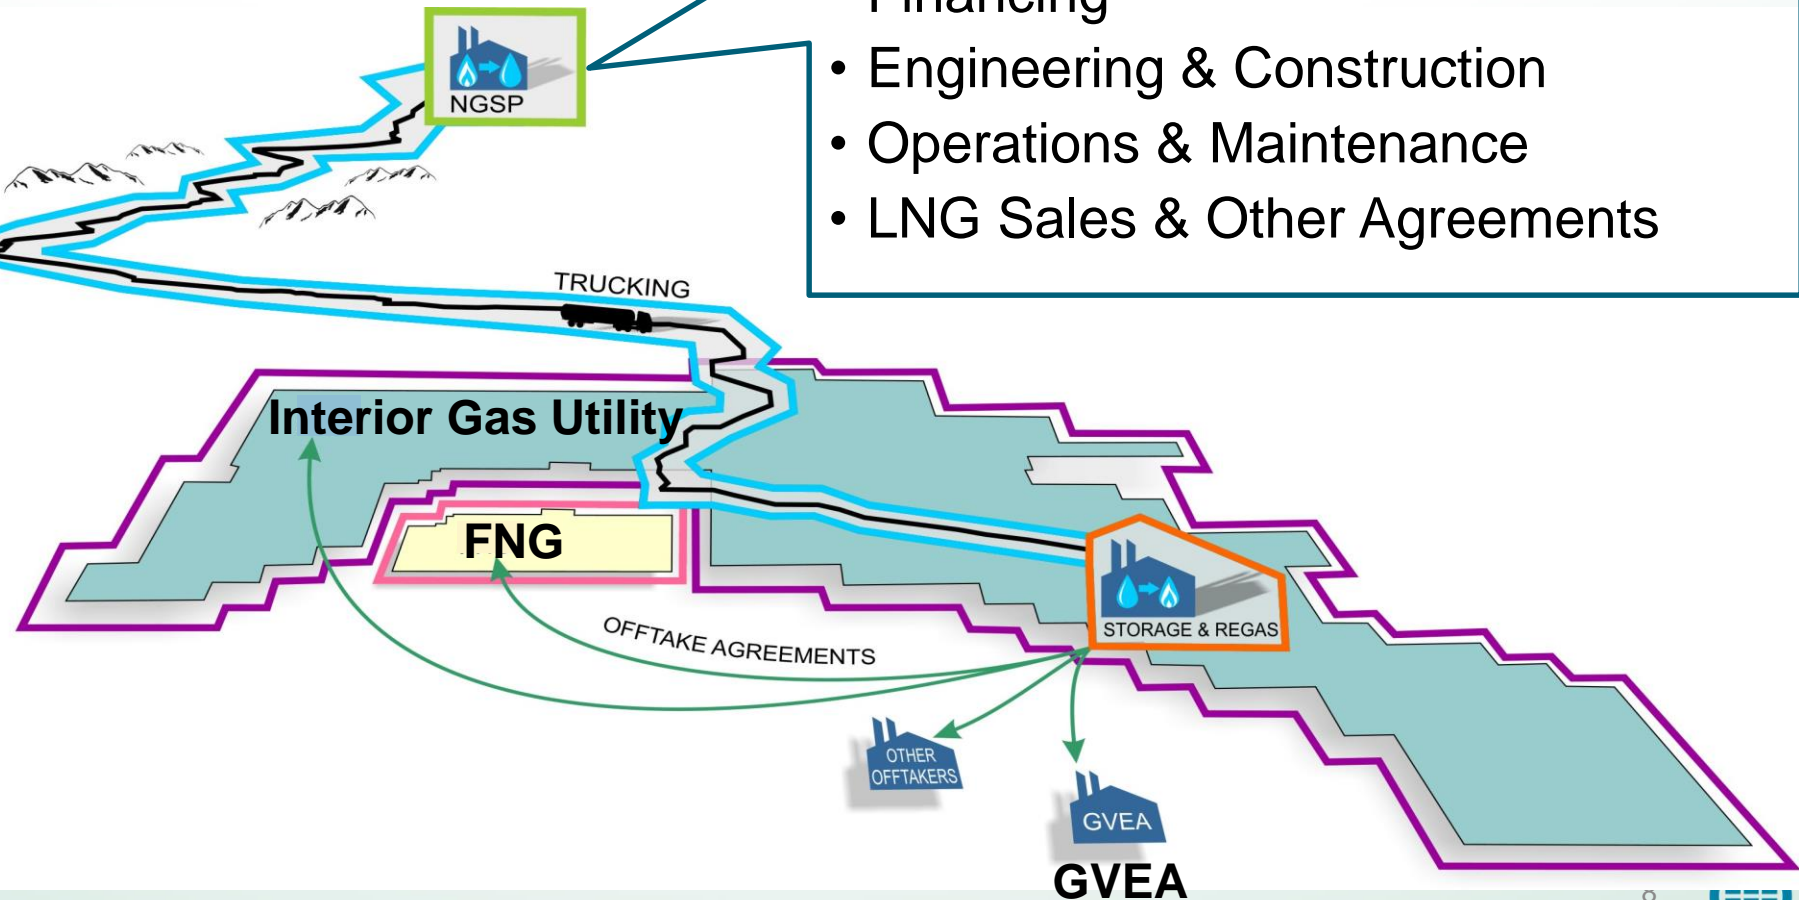 Financing
• Engineering & Construction
• Operations & Maintenance
• LNG Sales & Other Agreements
NGSP
TRUCKING
Interior Gas Utility
FNG
STORAGE & REGAS
OFFTAKE AGREEMENTS
OTHER
OFFTAKERS
GVEA
GVEA